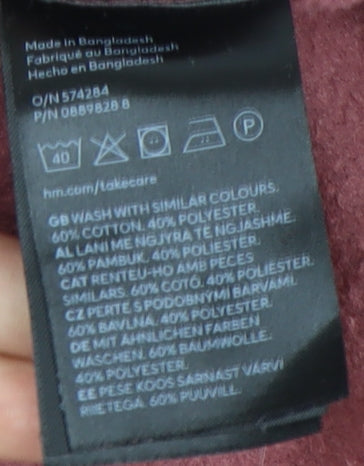 Made in Bangladesh
Fabriqué au Bangladesh
Hecho en Bangladesh
O/N 574284
P/N 0889828 8
40 P
hm.com/takecare
GB WASH WITH SIMILAR COLOURS.
60% COTTON. 40% POLYESTER.
AL LANI ME NGJYRA TË NGJASHME.
60% PAMBUK. 40% POLIESTER.
CAT RENTEU-HO AMB PECES
SIMILARS. 60% COTÓ. 40% POLIESTER.
CZ PERTE S PODOBNÝMI BARVAMI.
60% BAVLNA. 40% POLYESTER.
DE MIT ÄHNLICHEN FARBEN
WASCHEN. 60% BAUMWOLLE.
40% POLYESTER.
EE PESE KOOS SARNAST VÄRVI
RIIETEGA. 60% PUUVILL.